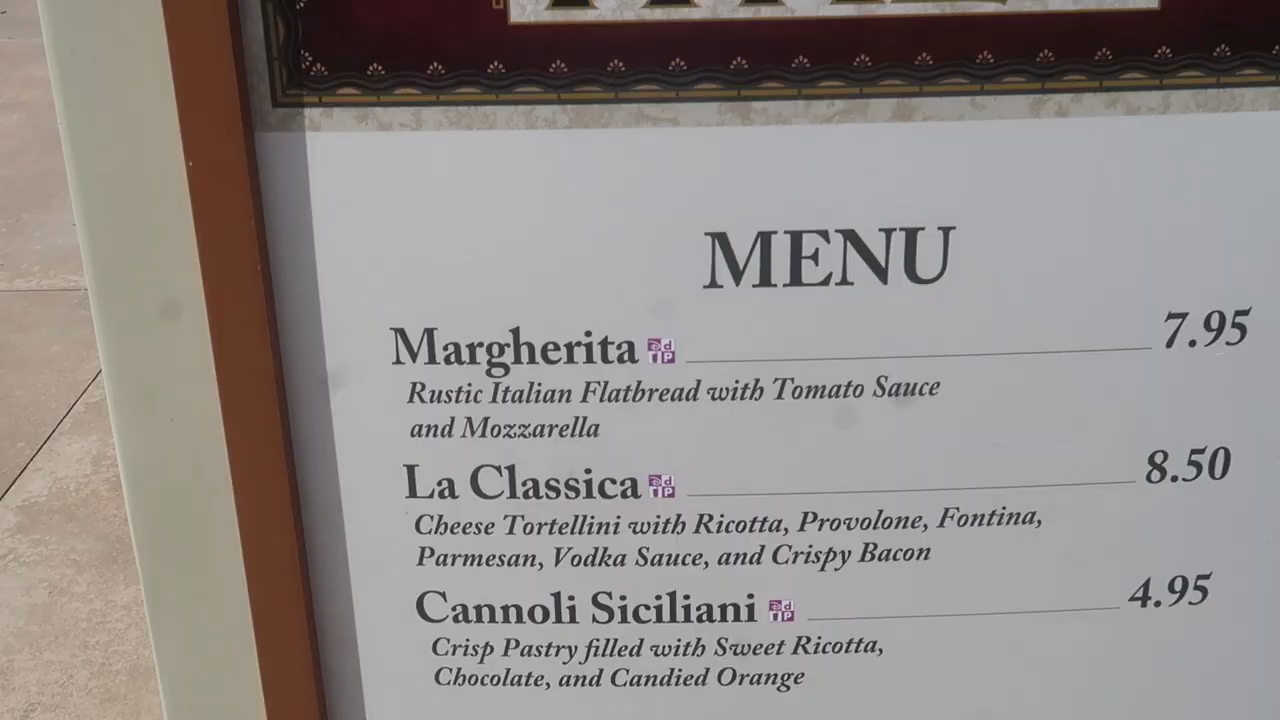 MENU
Margherita 7.95
Rustic Italian Flatbread with Tomato Sauce
and Mozzarella
La Classica 8.50
Cheese Tortellini with Ricotta, Provolone, Fontina,
Parmesan, Vodka Sauce, and Crispy Bacon
Cannoli Siciliani 4.95
Crisp Pastry filled with Sweet Ricotta,
Chocolate, and Candied Orange